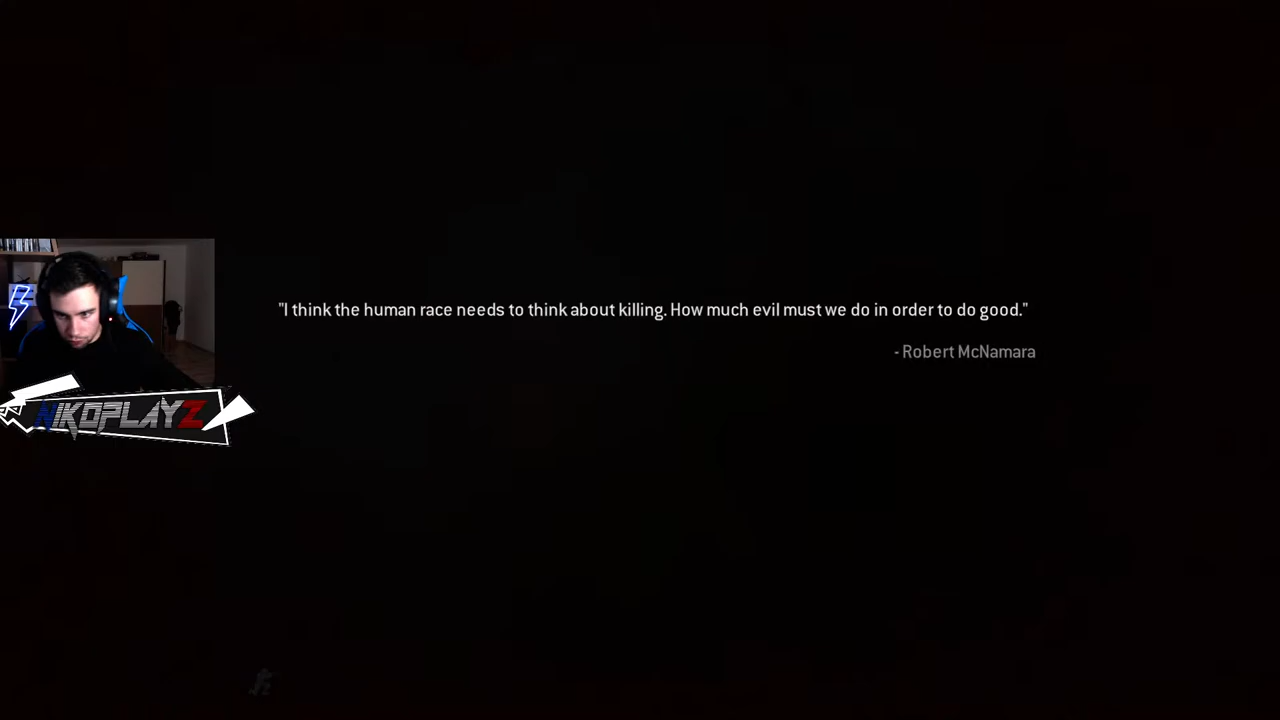 "I think the human race needs to think about killing. How much evil must we do in order to do good."
- Robert McNamara
NIKOPLAYZ